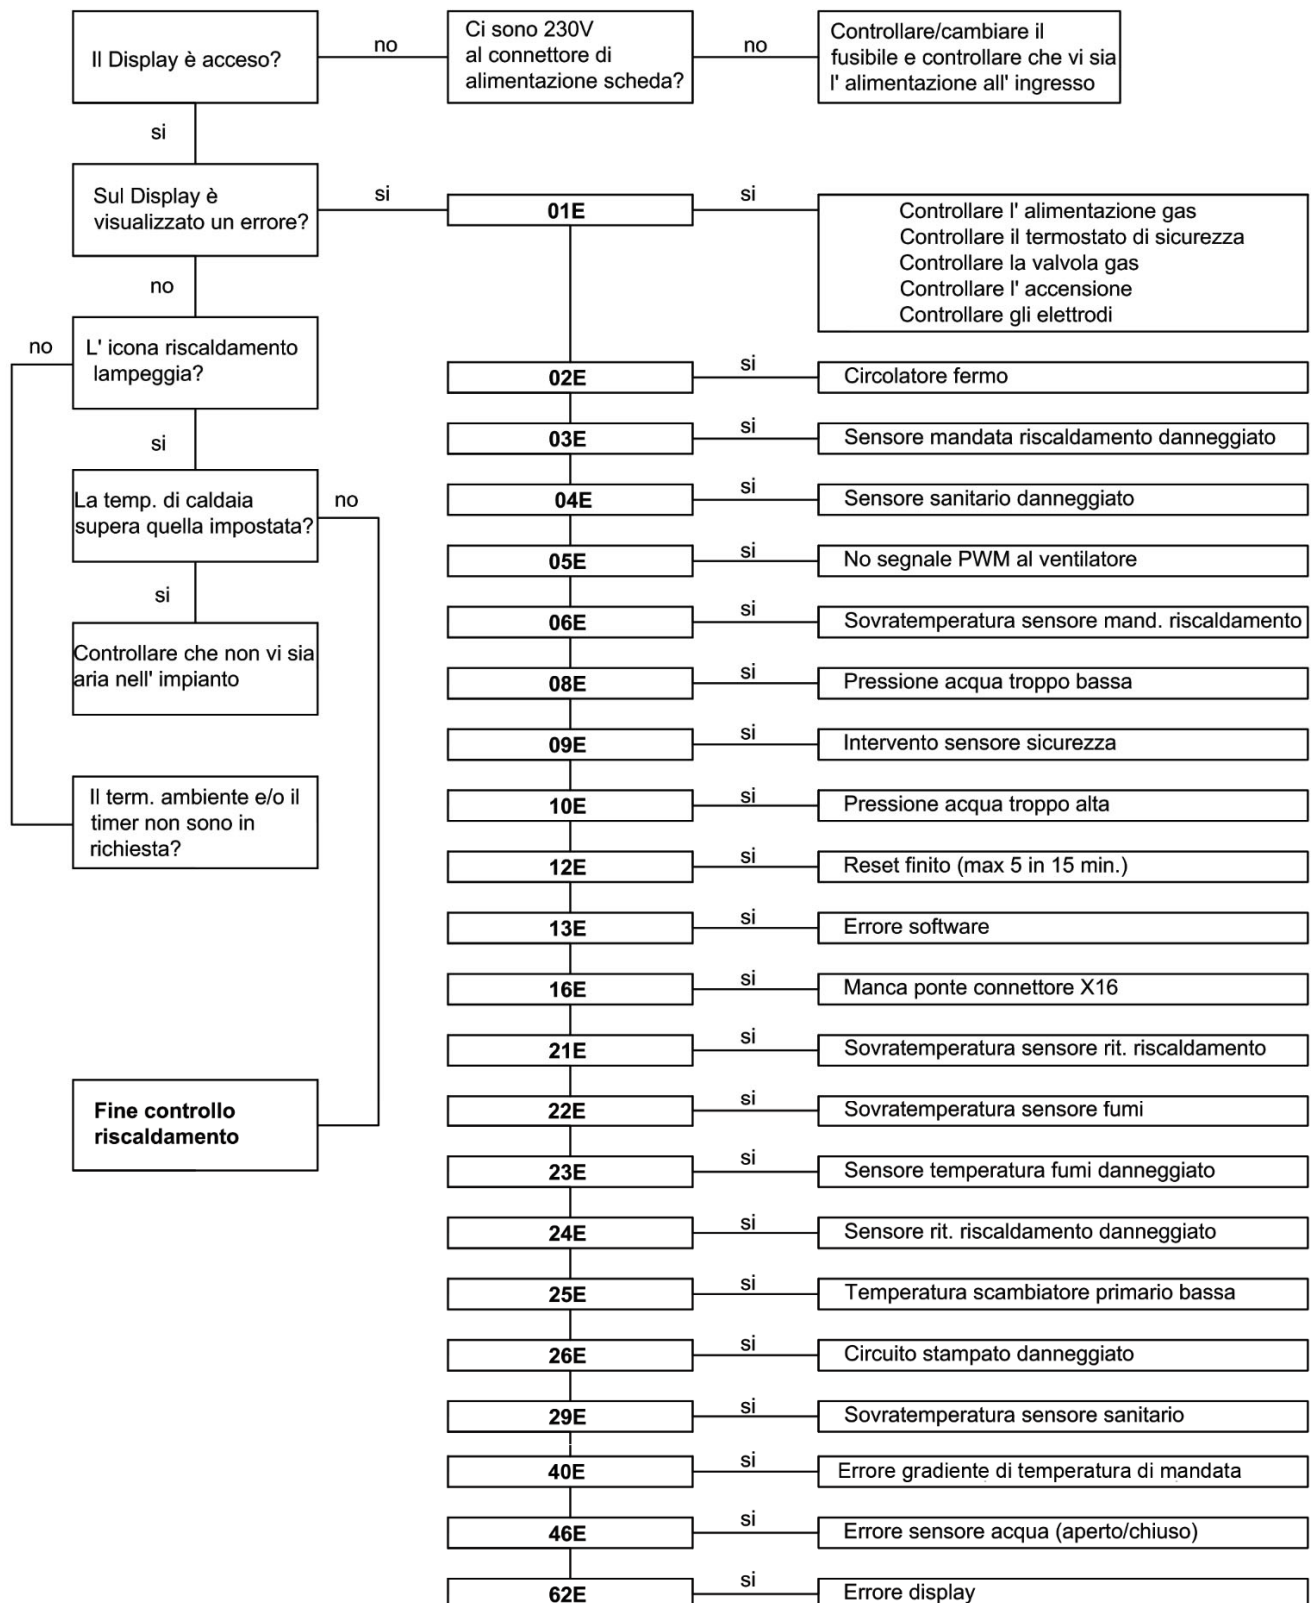 Il Display è acceso?
no
Ci sono 230V
al connettore di
alimentazione scheda?
no
Controllare/cambiare il
fusibile e controllare che vi sia
l' alimentazione all' ingresso
si
Sul Display è
visualizzato un errore?
si
01E
si
Controllare l' alimentazione gas
Controllare il termostato di sicurezza
Controllare la valvola gas
Controllare l' accensione
Controllare gli elettrodi
no
L' icona riscaldamento
lampeggia?
no
si
La temp. di caldaia
supera quella impostata?
no
si
Controllare che non vi sia
aria nell' impianto
Il term. ambiente e/o il
timer non sono in
richiesta?
Fine controllo
riscaldamento
02E
si
Circolatore fermo
03E
si
Sensore mandata riscaldamento danneggiato
04E
si
Sensore sanitario danneggiato
05E
si
No segnale PWM al ventilatore
06E
si
Sovratemperatura sensore mand. riscaldamento
08E
si
Pressione acqua troppo bassa
09E
si
Intervento sensore sicurezza
10E
si
Pressione acqua troppo alta
12E
si
Reset finito (max 5 in 15 min.)
13E
si
Errore software
16E
si
Manca ponte connettore X16
21E
si
Sovratemperatura sensore rit. riscaldamento
22E
si
Sovratemperatura sensore fumi
23E
si
Sensore temperatura fumi danneggiato
24E
si
Sensore rit. riscaldamento danneggiato
25E
si
Temperatura scambiatore primario bassa
26E
si
Circuito stampato danneggiato
29E
si
Sovratemperatura sensore sanitario
40E
si
Errore gradiente di temperatura di mandata
46E
si
Errore sensore acqua (aperto/chiuso)
62E
si
Errore display